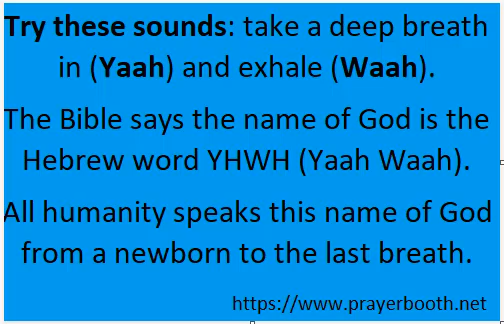 Try these sounds: take a deep breath
in (Yaah) and exhale (Waah).
The Bible says the name of God is the
Hebrew word YHWH (Yaah Waah).
All humanity speaks this name of God
from a newborn to the last breath.
https://www.prayerbooth.net